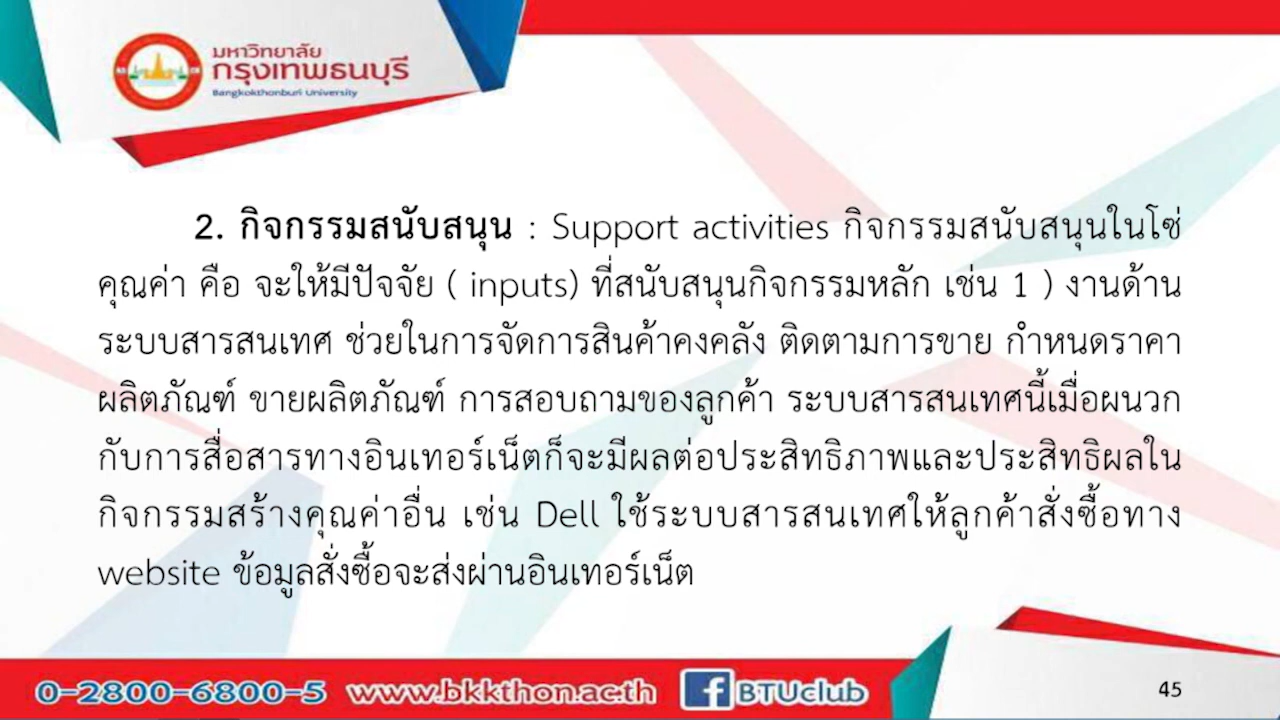 มหาวิทยาลัย
กรุงเทพธนบุรี
Bangkokthonburi University
2. กิจกรรมสนับสนุน : Support activities กิจกรรมสนับสนุนในโซ่
คุณค่า คือ จะให้มีปัจจัย ( inputs) ที่สนับสนุนกิจกรรมหลัก เช่น 1 ) งานด้าน
ระบบสารสนเทศ ช่วยในการจัดการสินค้าคงคลัง ติดตามการขาย กำหนดราคา
ผลิตภัณฑ์ ขายผลิตภัณฑ์ การสอบถามของลูกค้า ระบบสารสนเทศนี้เมื่อผนวก
กับการสื่อสารทางอินเทอร์เน็ตก็จะมีผลต่อประสิทธิภาพและประสิทธิผลใน
กิจกรรมสร้างคุณค่าอื่น เช่น Dell ใช้ระบบสารสนเทศให้ลูกค้าสั่งซื้อทาง
website ข้อมูลสั่งซื้อจะส่งผ่านอินเทอร์เน็ต
0-2800-6800-5 www.bkkthon.ac.th f BTUclub
45